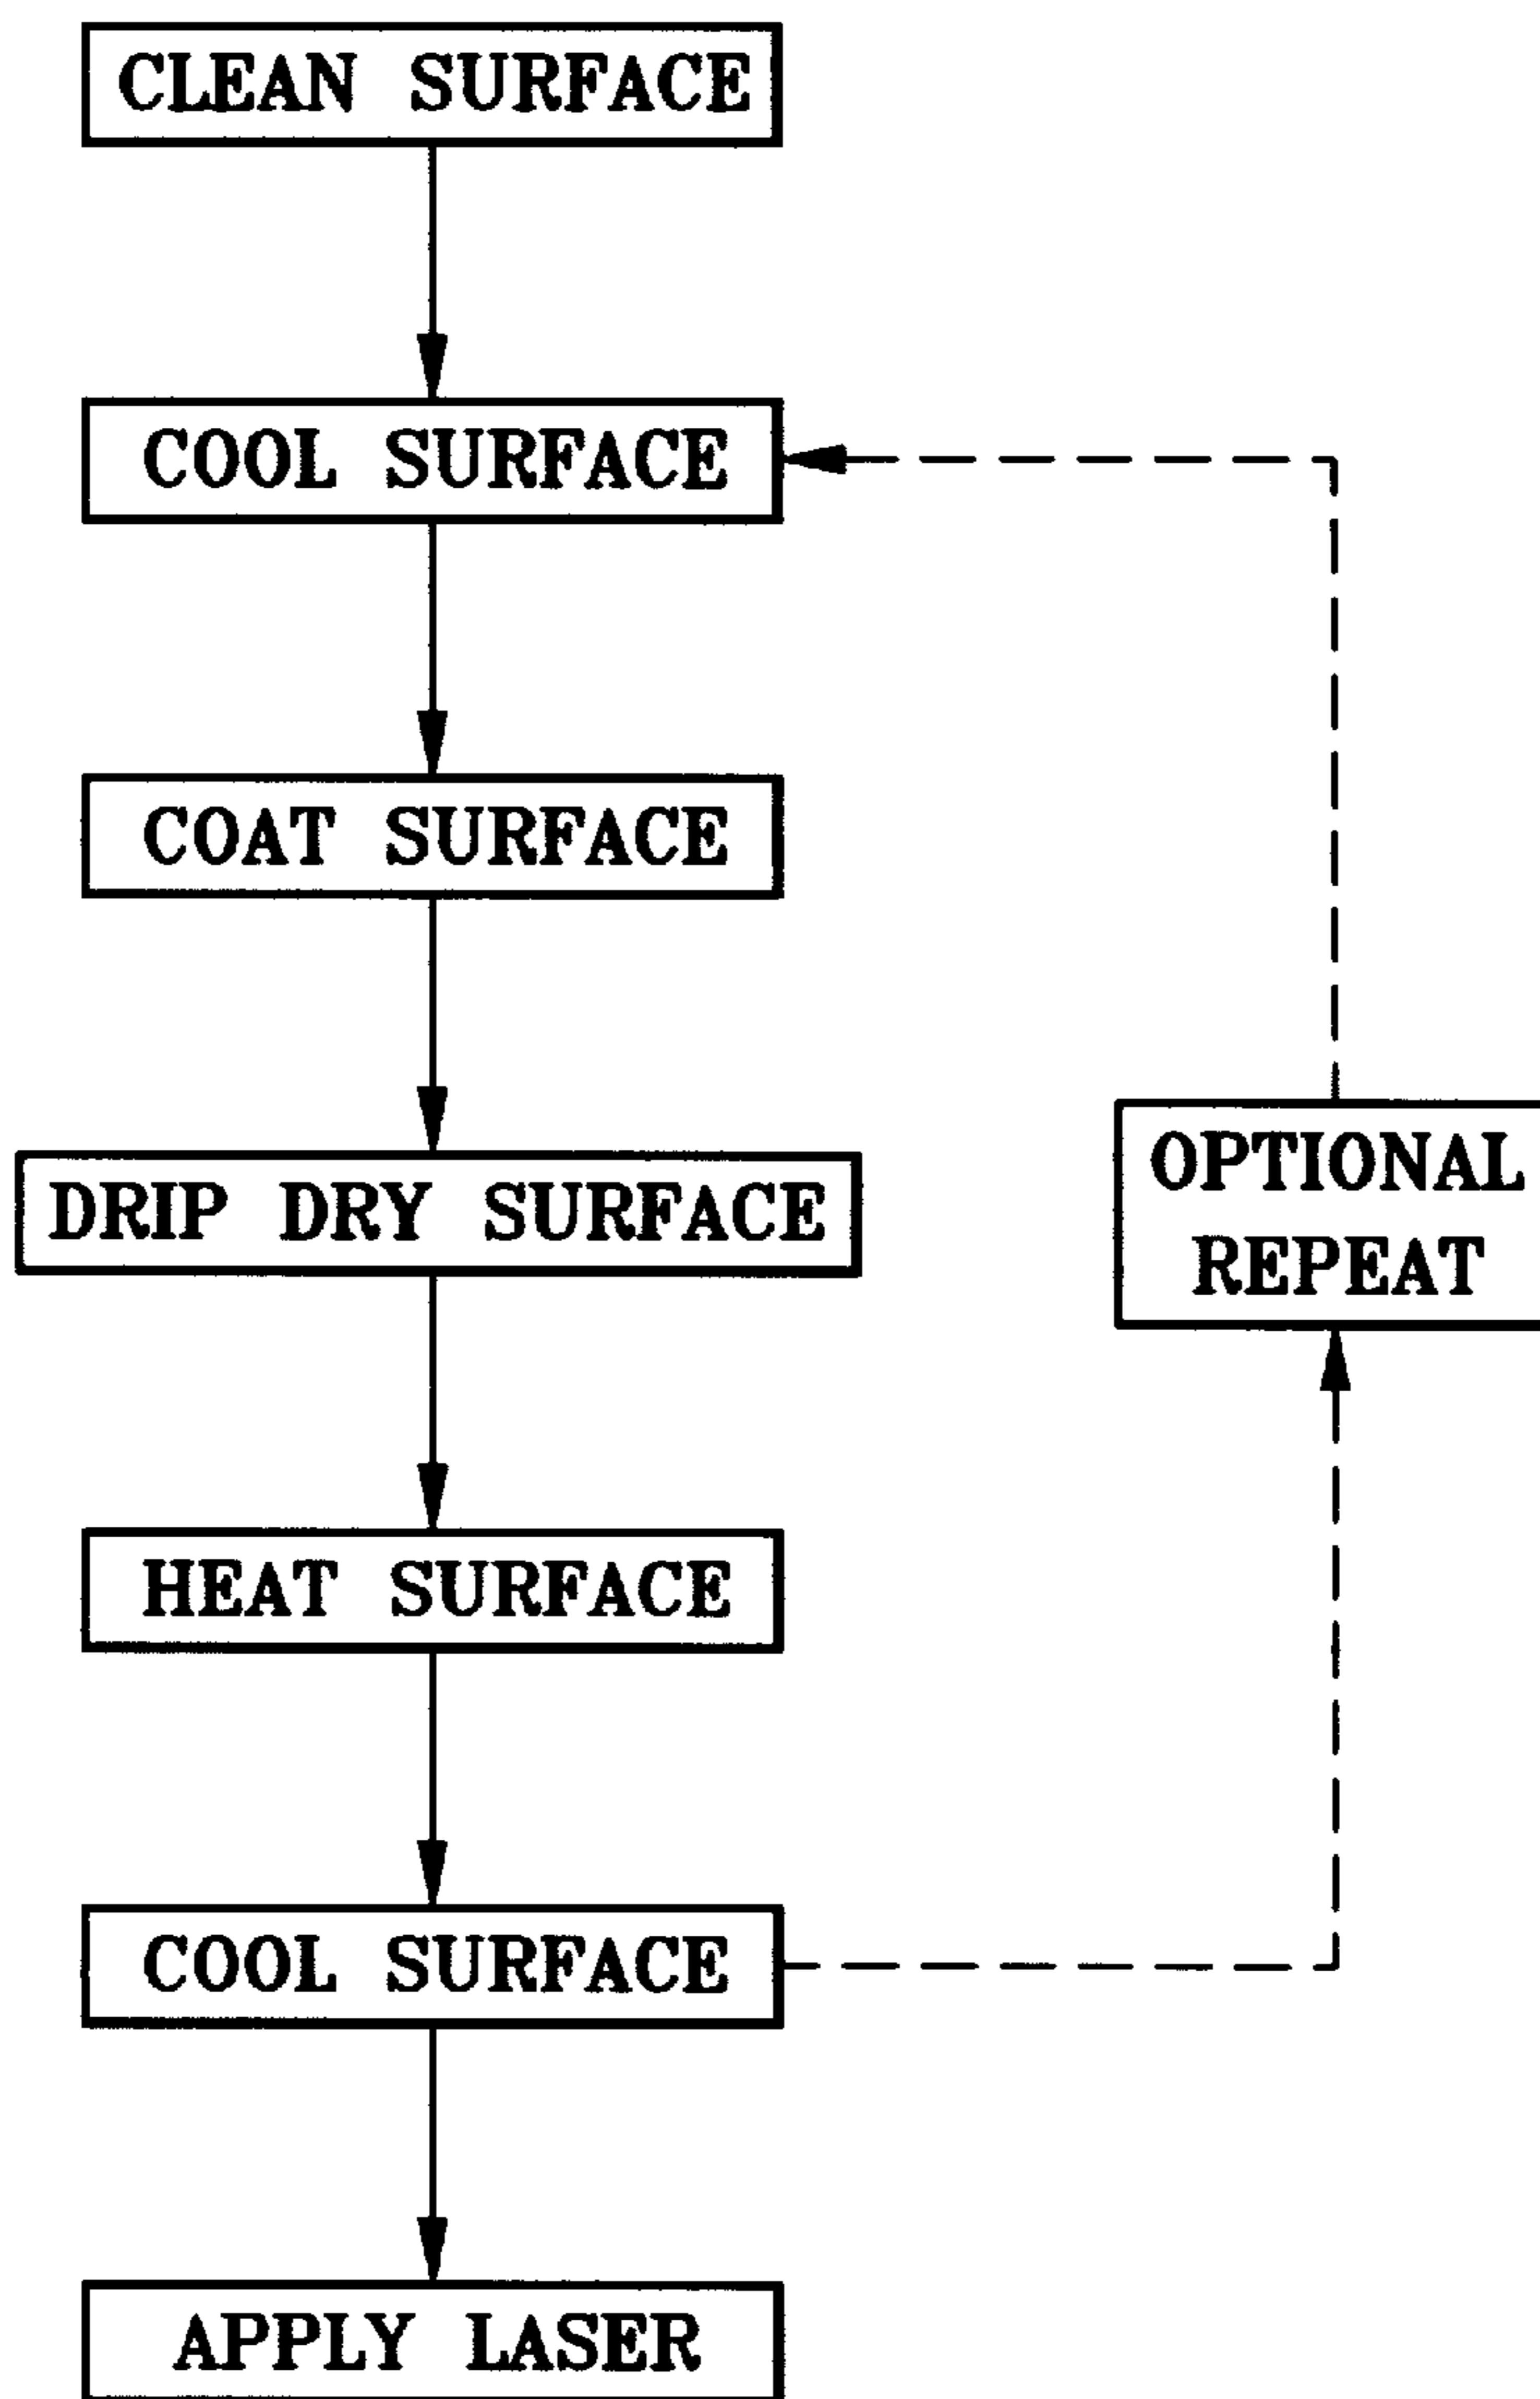 CLEAN SURFACE
COOL SURFACE
COAT SURFACE
DRIP DRY SURFACE
OPTIONAL
REPEAT
HEAT SURFACE
COOL SURFACE
APPLY LASER